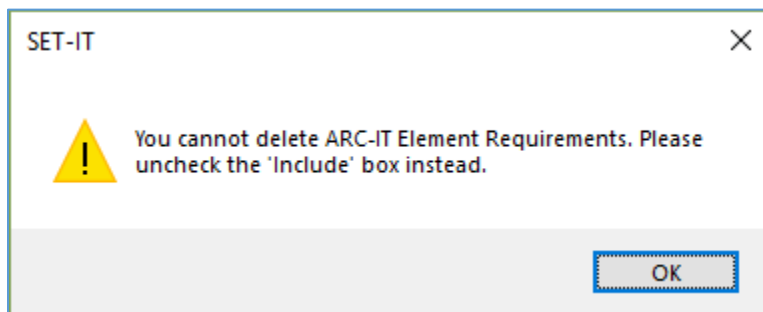 SET-IT
You cannot delete ARC-IT Element Requirements. Please
uncheck the 'Include' box instead.
OK